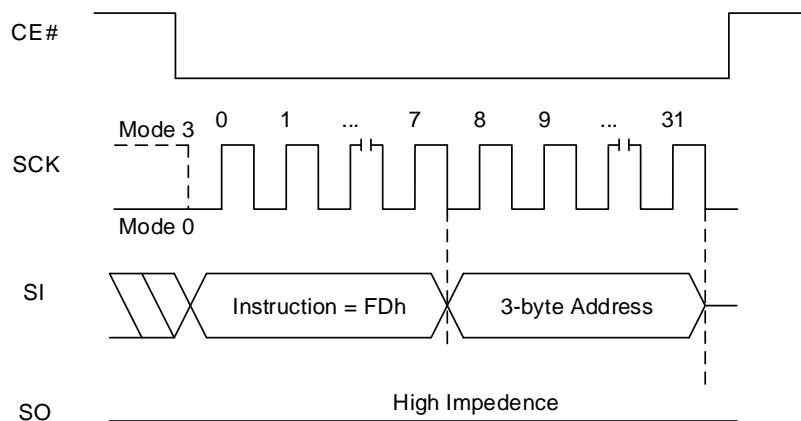 CE#
0 1 ... 7 8 9 ... 31
Mode 3
SCK
Mode 0
SI
Instruction = FDh
3-byte Address
High Impedence
SO